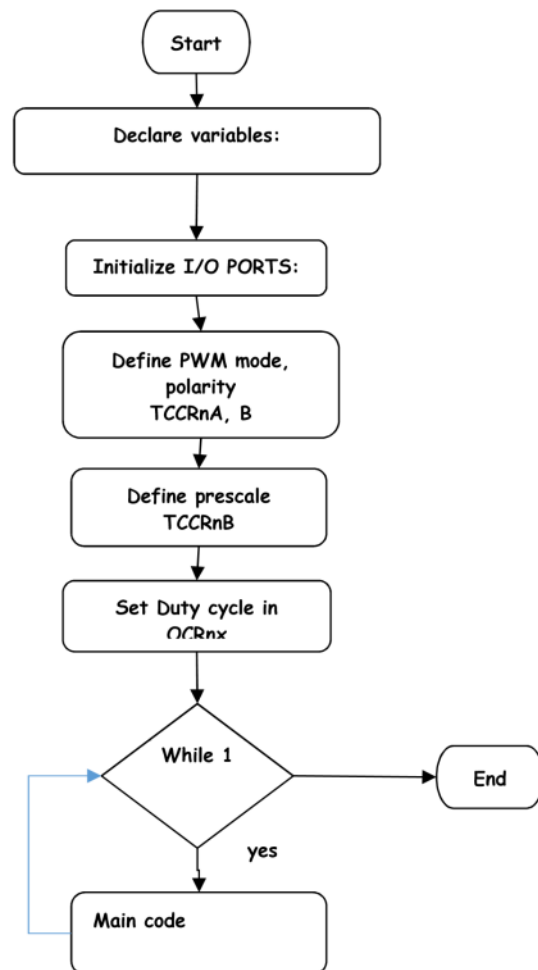 Start
Declare variables:
Initialize I/O PORTS:
Define PWM mode,
polarity
TCCRnA, B
Define prescale
TCCRnB
Set Duty cycle in
OCRnx
While 1
End
yes
Main code